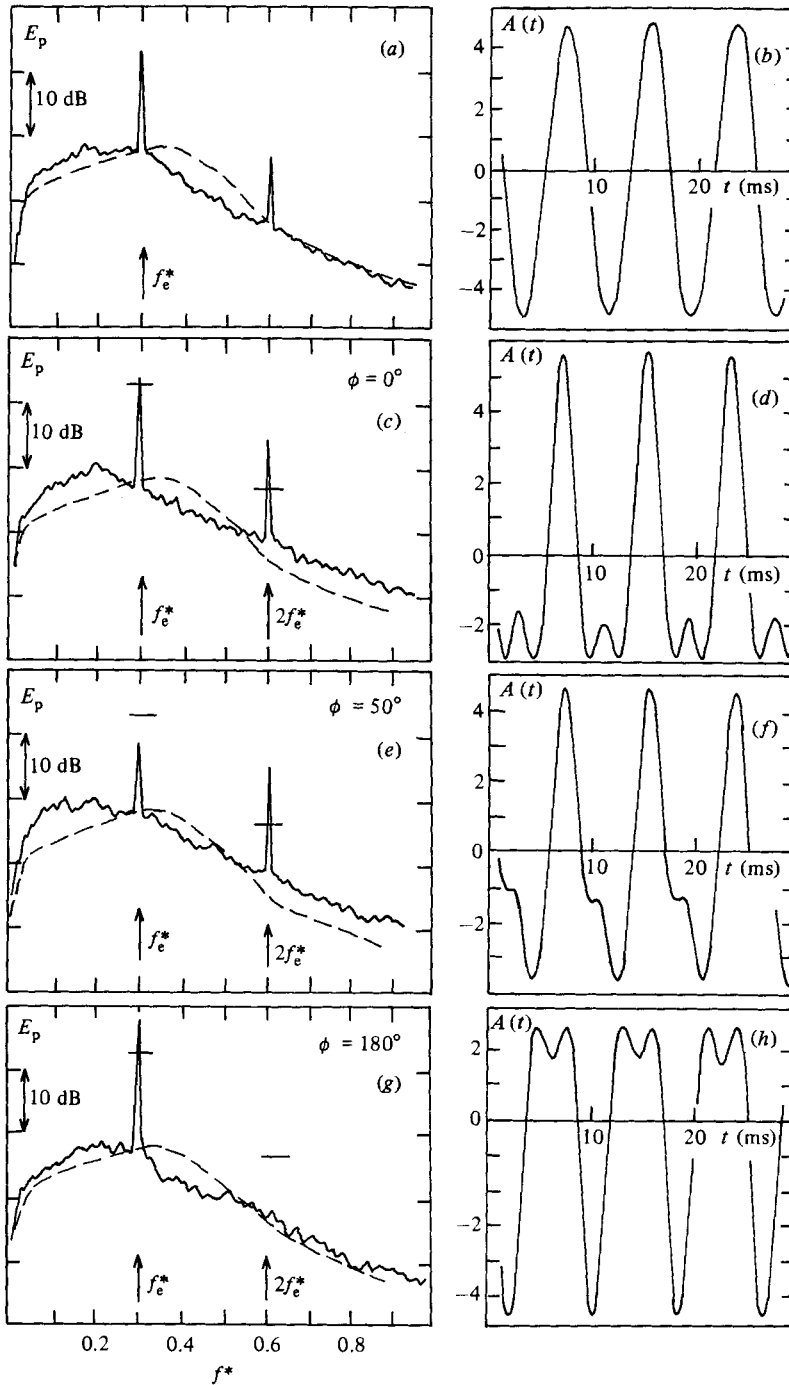 E_p
(a)
10 dB
f_e^*
A(t)
(b)
4
2
0
−2
−4
10
20
t (ms)
E_p
ϕ = 0°
(c)
10 dB
f_e^*
2f_e^*
A(t)
(d)
4
2
0
−2
10
20
t (ms)
E_p
ϕ = 50°
(e)
10 dB
f_e^*
2f_e^*
A(t)
(f)
4
2
0
−2
10
20
t (ms)
E_p
ϕ = 180°
(g)
10 dB
f_e^*
2f_e^*
0.2
0.4
0.6
0.8
f*
A(t)
(h)
2
0
−2
−4
10
20
t (ms)